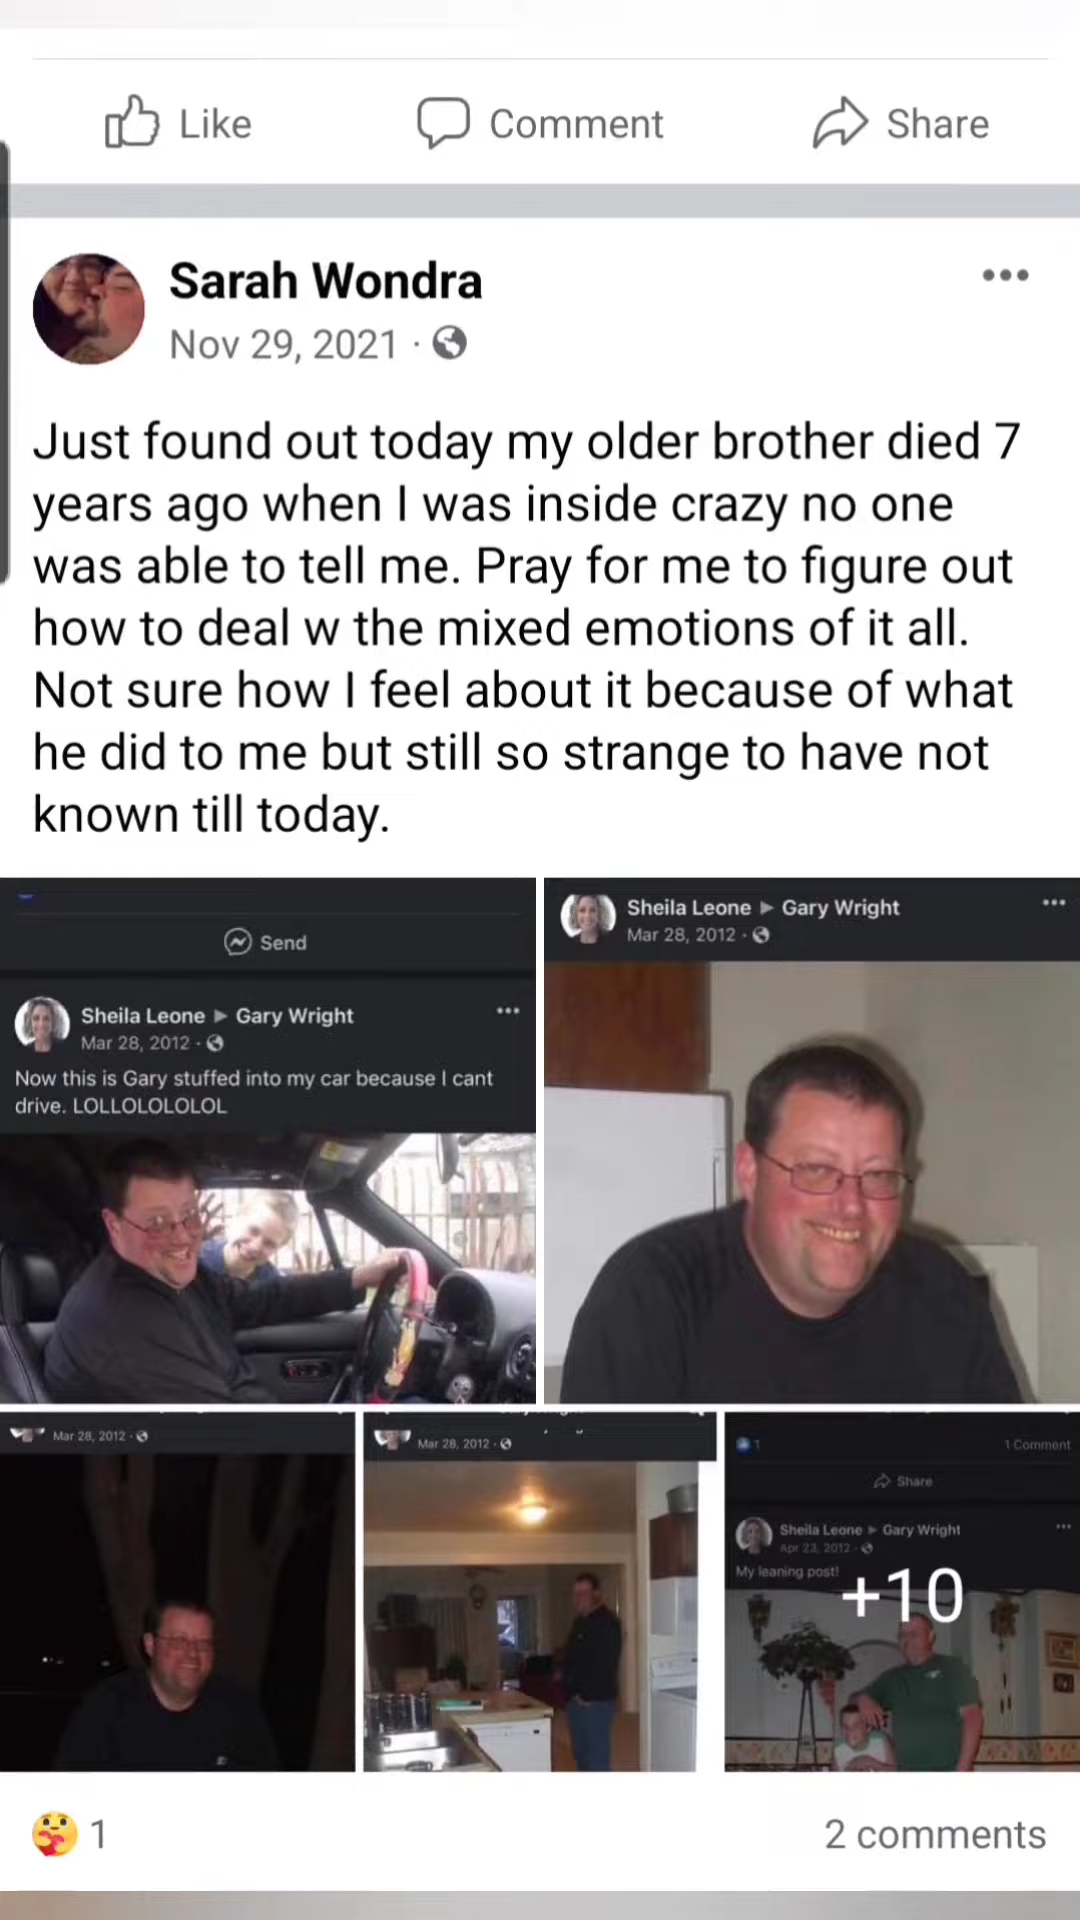 Like
Comment
Share
Sarah Wondra
Nov 29, 2021 ·
Just found out today my older brother died 7
years ago when I was inside crazy no one
was able to tell me. Pray for me to figure out
how to deal w the mixed emotions of it all.
Not sure how I feel about it because of what
he did to me but still so strange to have not
known till today.
Send
Sheila Leone ▸ Gary Wright
Mar 28, 2012 ·
Now this is Gary stuffed into my car because I cant
drive. LOLLOLOLOLOL
Sheila Leone ▸ Gary Wright
Mar 28, 2012 ·
Mar 28, 2012 ·
Mar 28, 2012 ·
1
1 Comment
Share
Sheila Leone ▸ Gary Wright
Apr 23, 2012 ·
My leaning post!
+10
1
2 comments